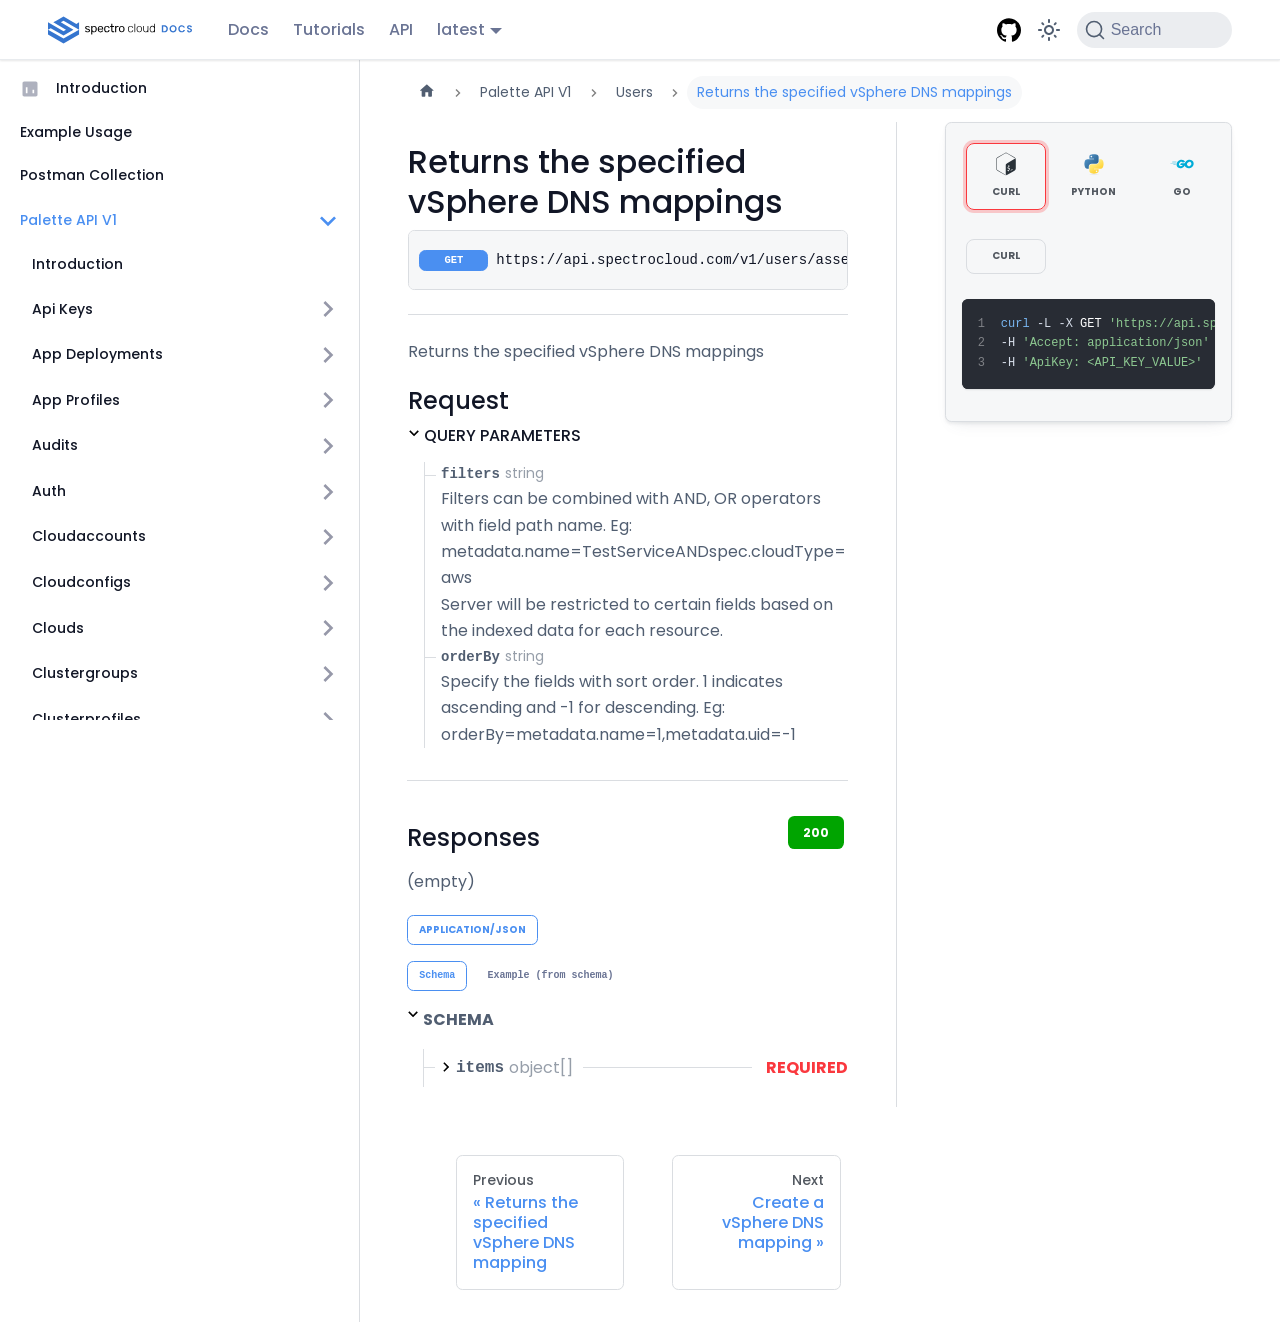 spectro cloud DOCS
Docs
Tutorials
API
latest
Search
Introduction
Example Usage
Postman Collection
Palette API V1
Introduction
Api Keys
App Deployments
App Profiles
Audits
Auth
Cloudaccounts
Cloudconfigs
Clouds
Clustergroups
Clusterprofiles
Palette API V1
Users
Returns the specified vSphere DNS mappings
Returns the specified
vSphere DNS mappings
GET https://api.spectrocloud.com/v1/users/asse
Returns the specified vSphere DNS mappings
Request
QUERY PARAMETERS
filters string
Filters can be combined with AND, OR operators
with field path name. Eg:
metadata.name=TestServiceANDspec.cloudType=
aws
Server will be restricted to certain fields based on
the indexed data for each resource.
orderBy string
Specify the fields with sort order. 1 indicates
ascending and -1 for descending. Eg:
orderBy=metadata.name=1,metadata.uid=-1
Responses
200
(empty)
APPLICATION/JSON
Schema
Example (from schema)
SCHEMA
items object[]
REQUIRED
Previous
« Returns the
specified
vSphere DNS
mapping
Next
Create a
vSphere DNS
mapping »
CURL
PYTHON
GO
CURL
1 curl -L -X GET 'https://api.sp
2 -H 'Accept: application/json'
3 -H 'ApiKey: <API_KEY_VALUE>'